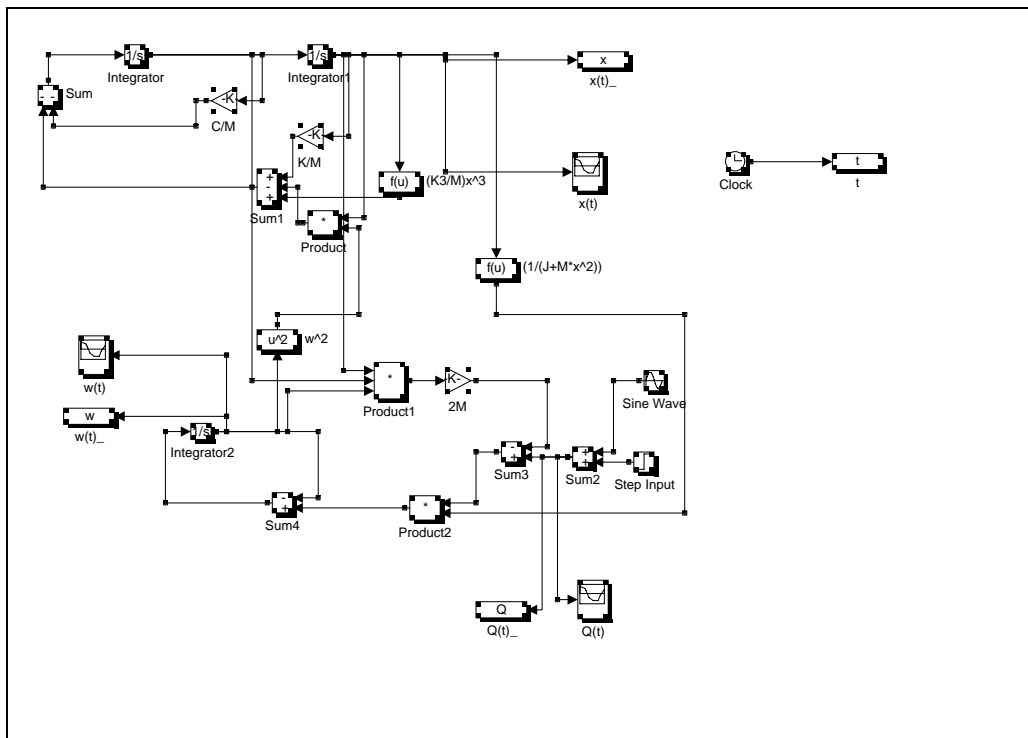 1/s
Integrator
1/s
Integrator1
x
x(t)_
- -
Sum
-K
C/M
-K
K/M
+
-
+
Sum1
f(u)
(K3/M)x^3
*
Product
x(t)
Clock
t
t
f(u)
(1/(J+M*x^2))
u^2
w^2
w(t)
w
w(t)_
1/s
Integrator2
*
Product1
-K-
2M
Sine Wave
-
+
Sum3
+
+
Sum2
Step Input
-
+
Sum4
*
Product2
Q
Q(t)_
Q(t)